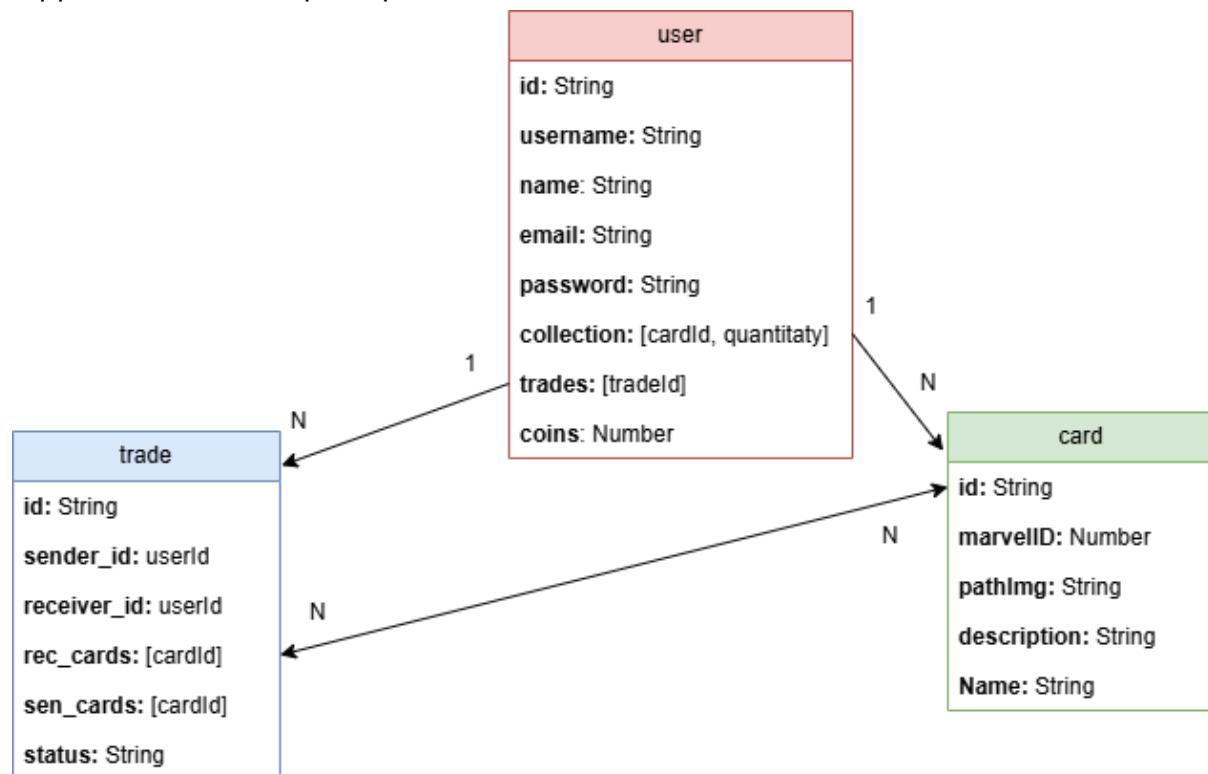 user
id: String
username: String
name: String
email: String
password: String
collection: [cardId, quantitaty]
trades: [tradeId]
coins: Number
1
N
1
N
trade
id: String
sender_id: userId
receiver_id: userId
rec_cards: [cardId]
sen_cards: [cardId]
status: String
N
N
card
id: String
marvelID: Number
pathImg: String
description: String
Name: String